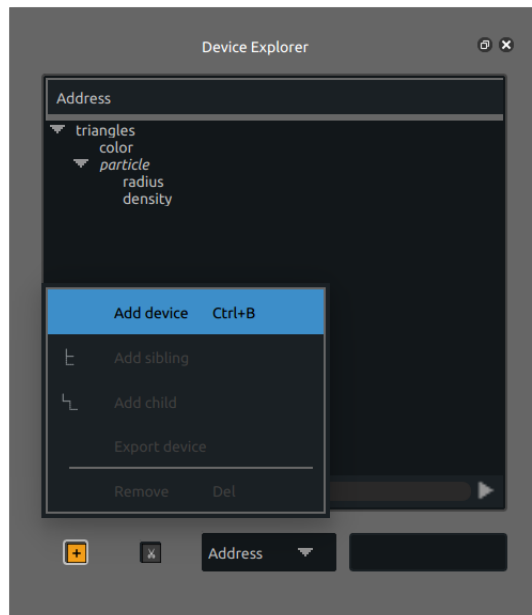 Device Explorer
Address
triangles
color
particle
radius
density
Add device Ctrl+B
Add sibling
Add child
Export device
Remove Del
Address